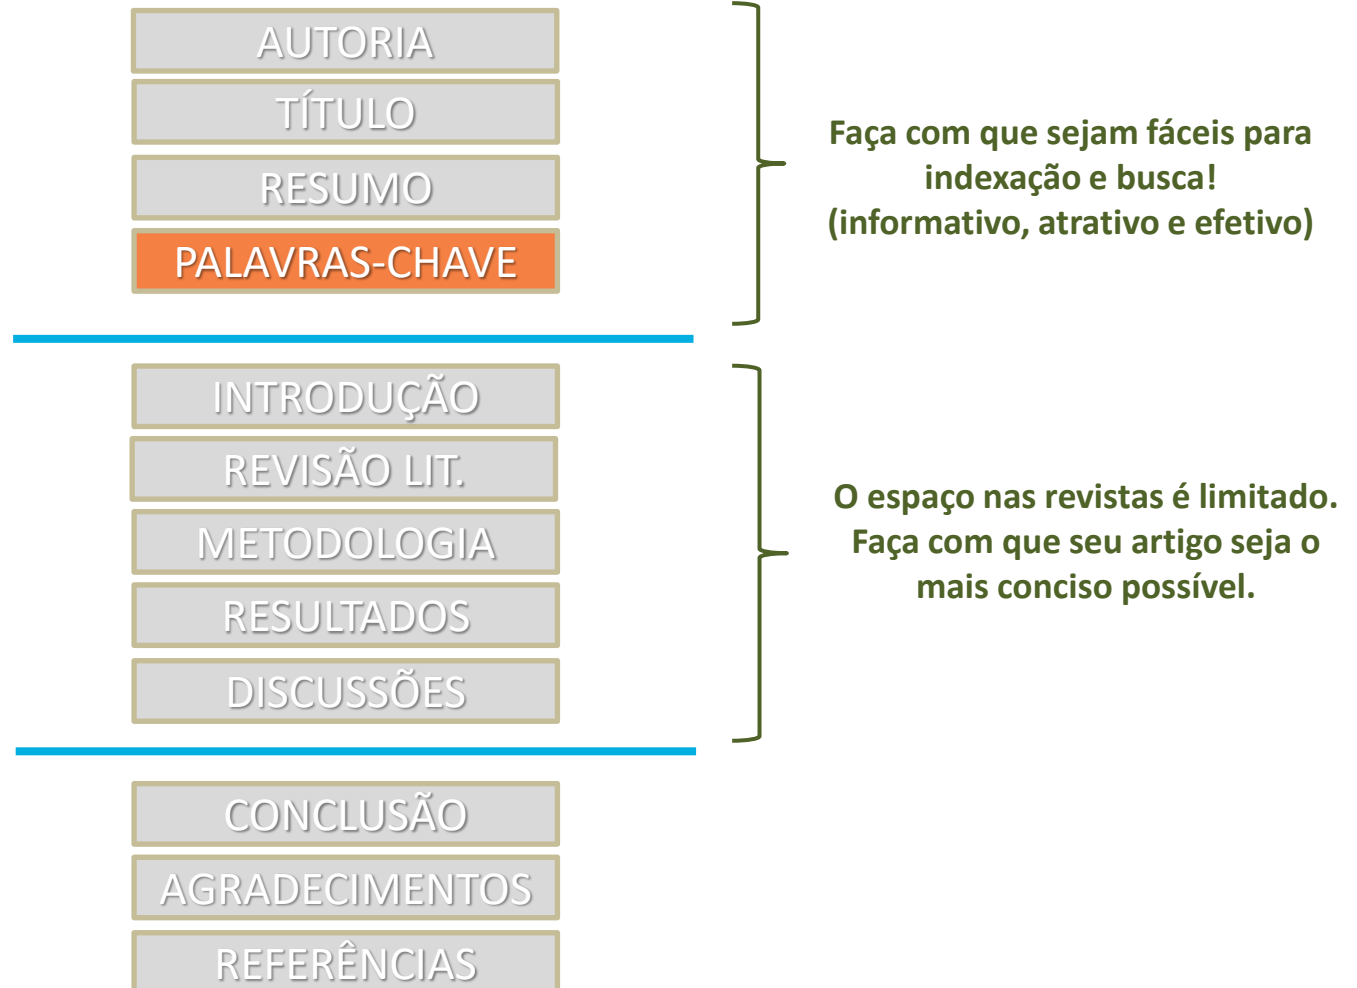 AUTORIA
TÍTULO
RESUMO
PALAVRAS-CHAVE
Faça com que sejam fáceis para
indexação e busca!
(informativo, atrativo e efetivo)
INTRODUÇÃO
REVISÃO LIT.
METODOLOGIA
RESULTADOS
DISCUSSÕES
O espaço nas revistas é limitado.
Faça com que seu artigo seja o
mais conciso possível.
CONCLUSÃO
AGRADECIMENTOS
REFERÊNCIAS